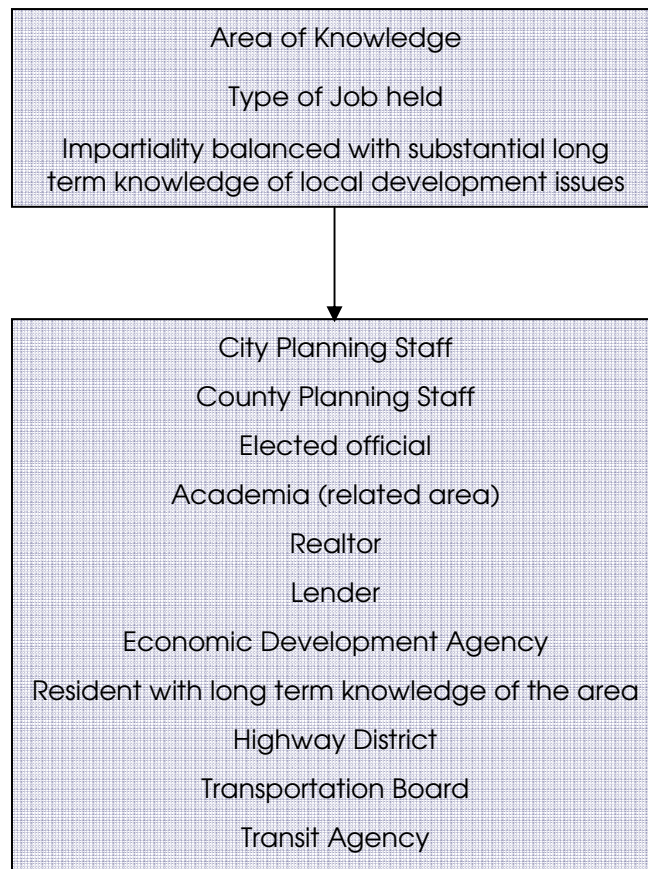 Area of Knowledge
Type of Job held
Impartiality balanced with substantial long
term knowledge of local development issues
City Planning Staff
County Planning Staff
Elected official
Academia (related area)
Realtor
Lender
Economic Development Agency
Resident with long term knowledge of the area
Highway District
Transportation Board
Transit Agency